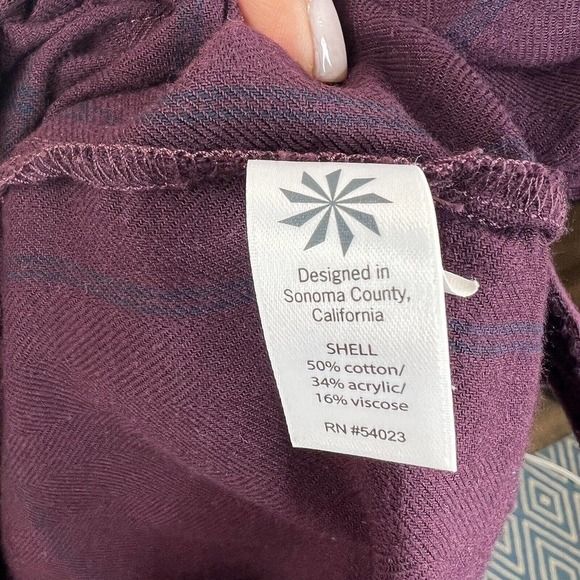 Designed in
Sonoma County,
California
SHELL
50% cotton/
34% acrylic/
16% viscose
RN #54023